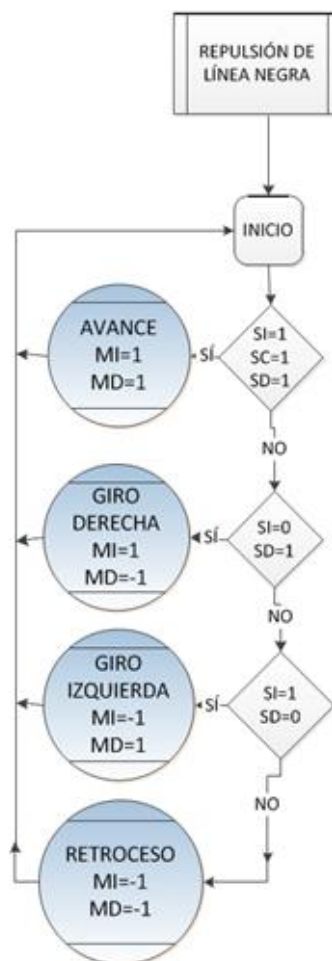 REPULSIÓN DE
LÍNEA NEGRA
INICIO
SI=1
SC=1
SD=1
SÍ
AVANCE
MI=1
MD=1
NO
SI=0
SD=1
SÍ
GIRO
DERECHA
MI=1
MD=-1
NO
SI=1
SD=0
SÍ
GIRO
IZQUIERDA
MI=-1
MD=1
NO
RETROCESO
MI=-1
MD=-1